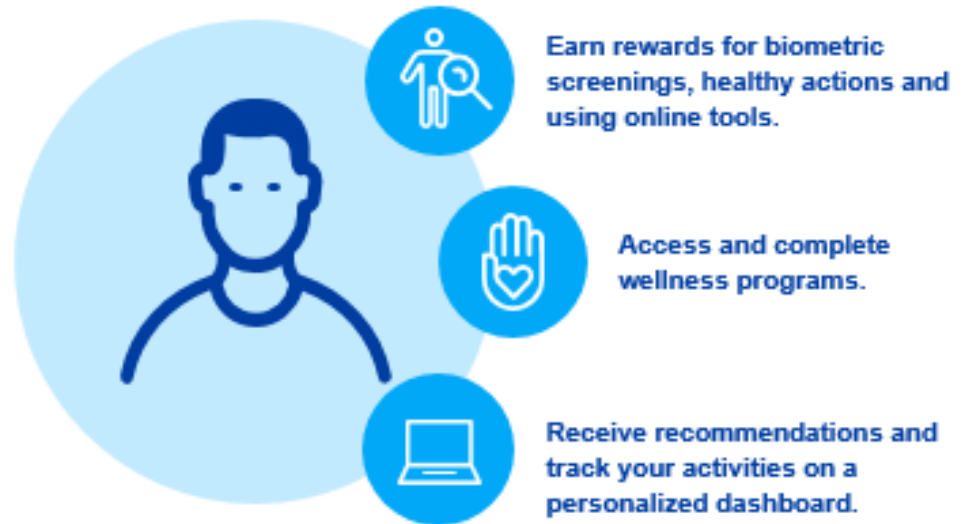 Earn rewards for biometric
screenings, healthy actions and
using online tools.
Access and complete
wellness programs.
Receive recommendations and
track your activities on a
personalized dashboard.